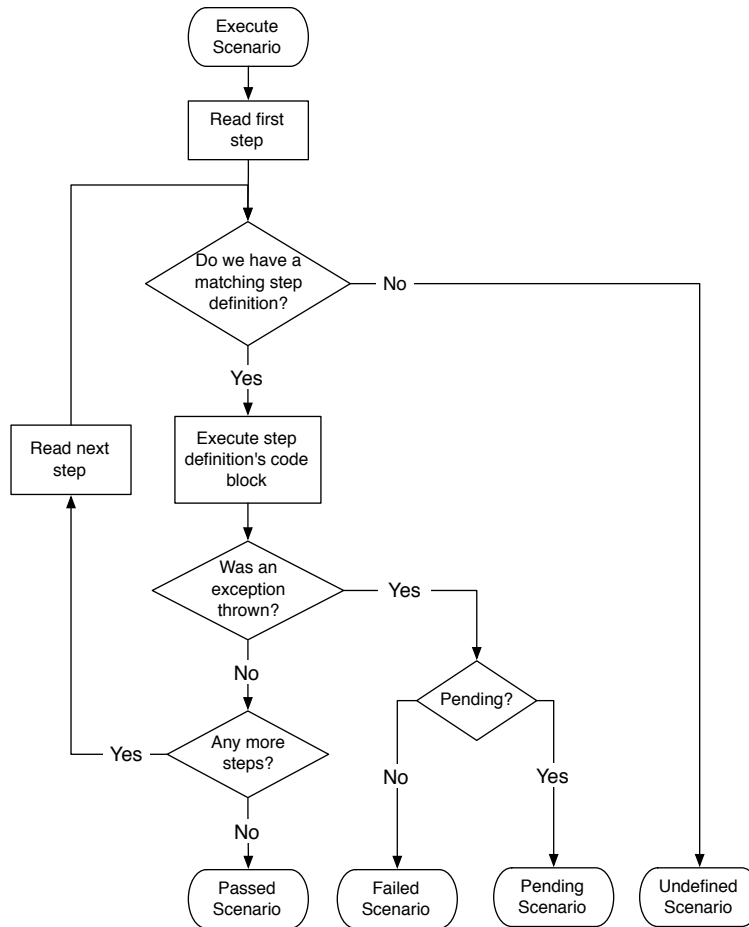 Execute
Scenario
Read first
step
Do we have a
matching step
definition?
No
Yes
Read next
step
Execute step
definition's code
block
Was an
exception
thrown?
Yes
No
Pending?
Any more
steps?
Yes
No
Yes
No
Passed
Scenario
Failed
Scenario
Pending
Scenario
Undefined
Scenario